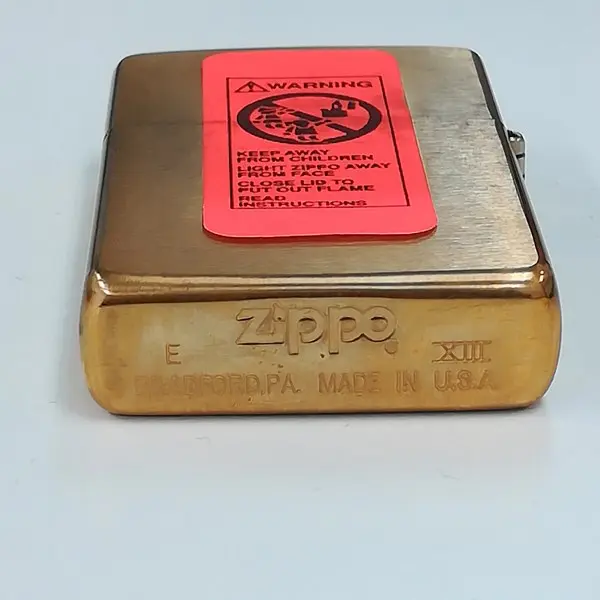 WARNING
KEEP AWAY
FROM CHILDREN
LIGHT ZIPPO AWAY
FROM FACE
CLOSE LID TO
PUT OUT FLAME
READ
INSTRUCTIONS
Zippo
E XIII
BRADFORD,PA. MADE IN U.S.A.